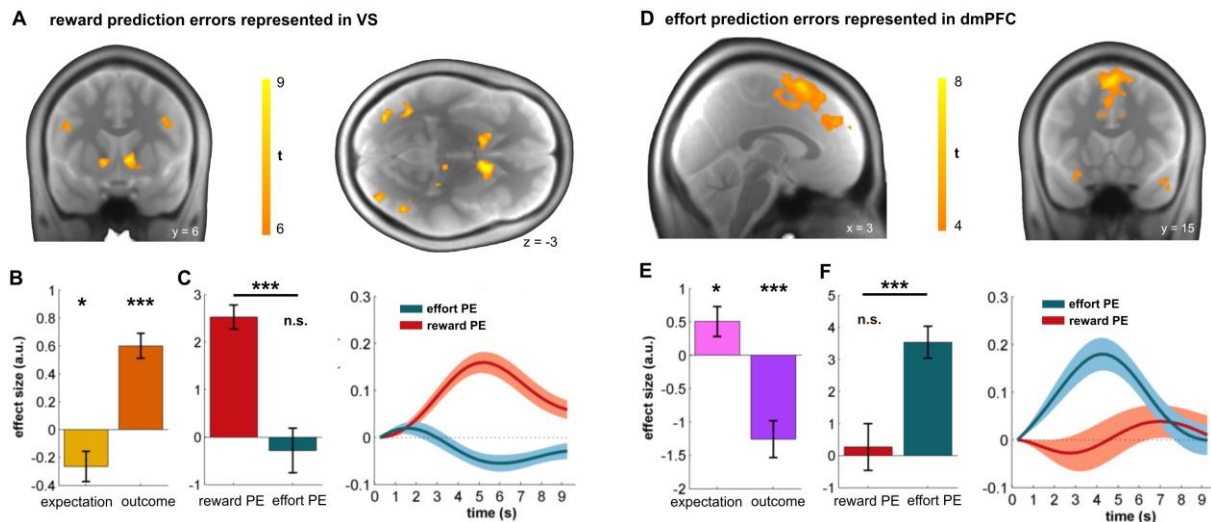 A reward prediction errors represented in VS
9
t
6
y = 6
z = -3
D effort prediction errors represented in dmPFC
8
t
4
x = 3
y = 15
B
* ***
effect size (a.u.)
1
0.8
0.6
0.4
0.2
0
-0.2
-0.4
expectation outcome
C
***
n.s.
3
2
1
0
-1
reward PE effort PE
effort PE
reward PE
0.2
0.1
0
-0.1
0 1 2 3 4 5 6 7 8 9
time (s)
E
* ***
effect size (a.u.)
1
0.5
0
-0.5
-1
-1.5
-2
expectation outcome
F
***
n.s.
5
4
3
2
1
0
-1
reward PE effort PE
effort PE
reward PE
0.2
0.1
0
-0.1
0 1 2 3 4 5 6 7 8 9
time (s)